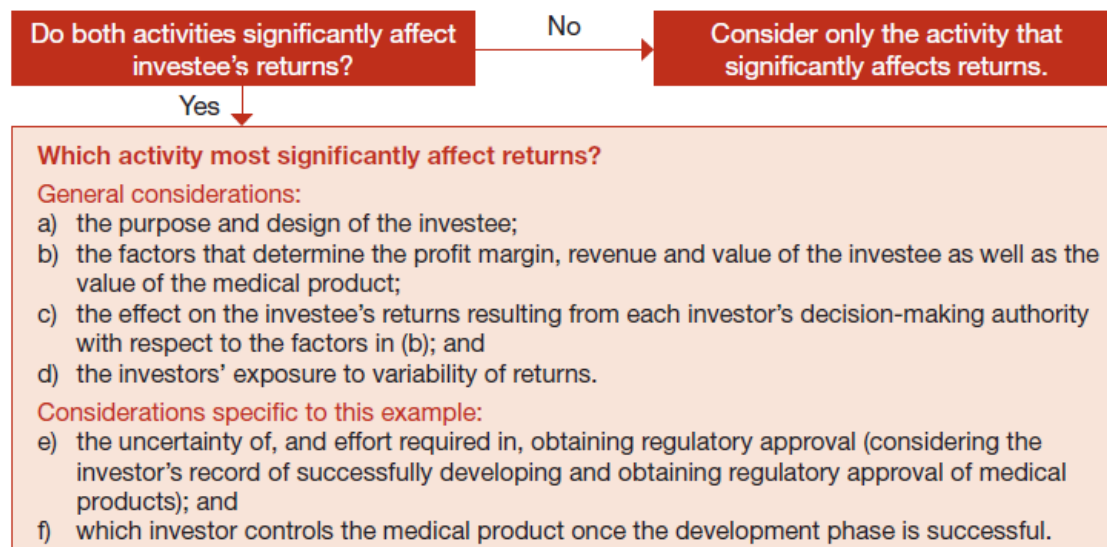 Do both activities significantly affect
investee's returns?
No
Consider only the activity that
significantly affects returns.
Yes
Which activity most significantly affect returns?
General considerations:
a) the purpose and design of the investee;
b) the factors that determine the profit margin, revenue and value of the investee as well as the
value of the medical product;
c) the effect on the investee's returns resulting from each investor's decision-making authority
with respect to the factors in (b); and
d) the investors' exposure to variability of returns.
Considerations specific to this example:
e) the uncertainty of, and effort required in, obtaining regulatory approval (considering the
investor's record of successfully developing and obtaining regulatory approval of medical
products); and
f) which investor controls the medical product once the development phase is successful.